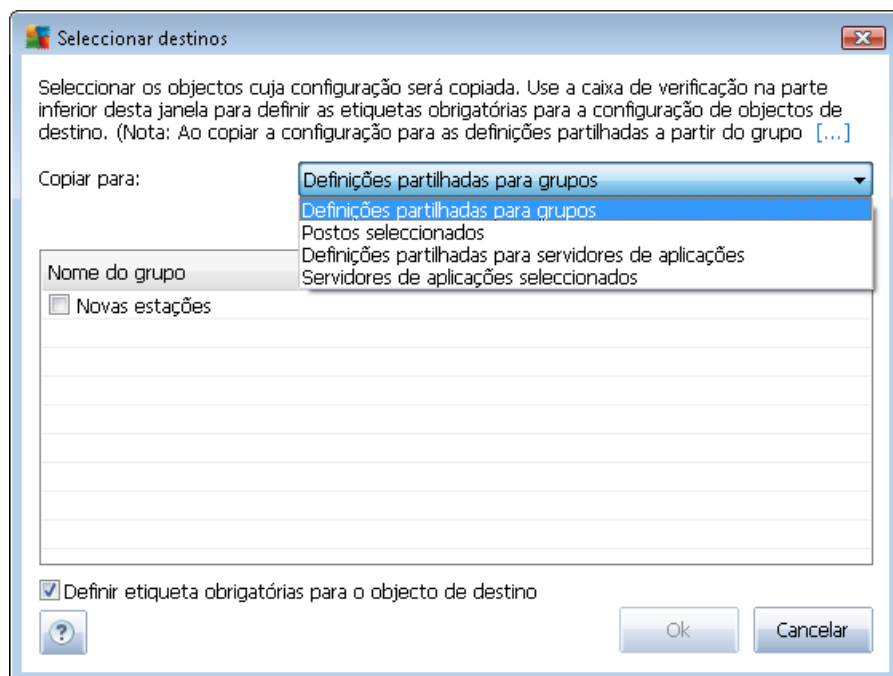 Seleccionar destinos
Seleccionar os objectos cuja configuração será copiada. Use a caixa de verificação na parte
inferior desta janela para definir as etiquetas obrigatórias para a configuração de objectos de
destino. (Nota: Ao copiar a configuração para as definições partilhadas a partir do grupo [...]
Copiar para:
Definições partilhadas para grupos
Definições partilhadas para grupos
Postos seleccionados
Definições partilhadas para servidores de aplicações
Servidores de aplicações seleccionados
Nome do grupo
Novas estações
Definir etiqueta obrigatórias para o objecto de destino
?
Ok
Cancelar